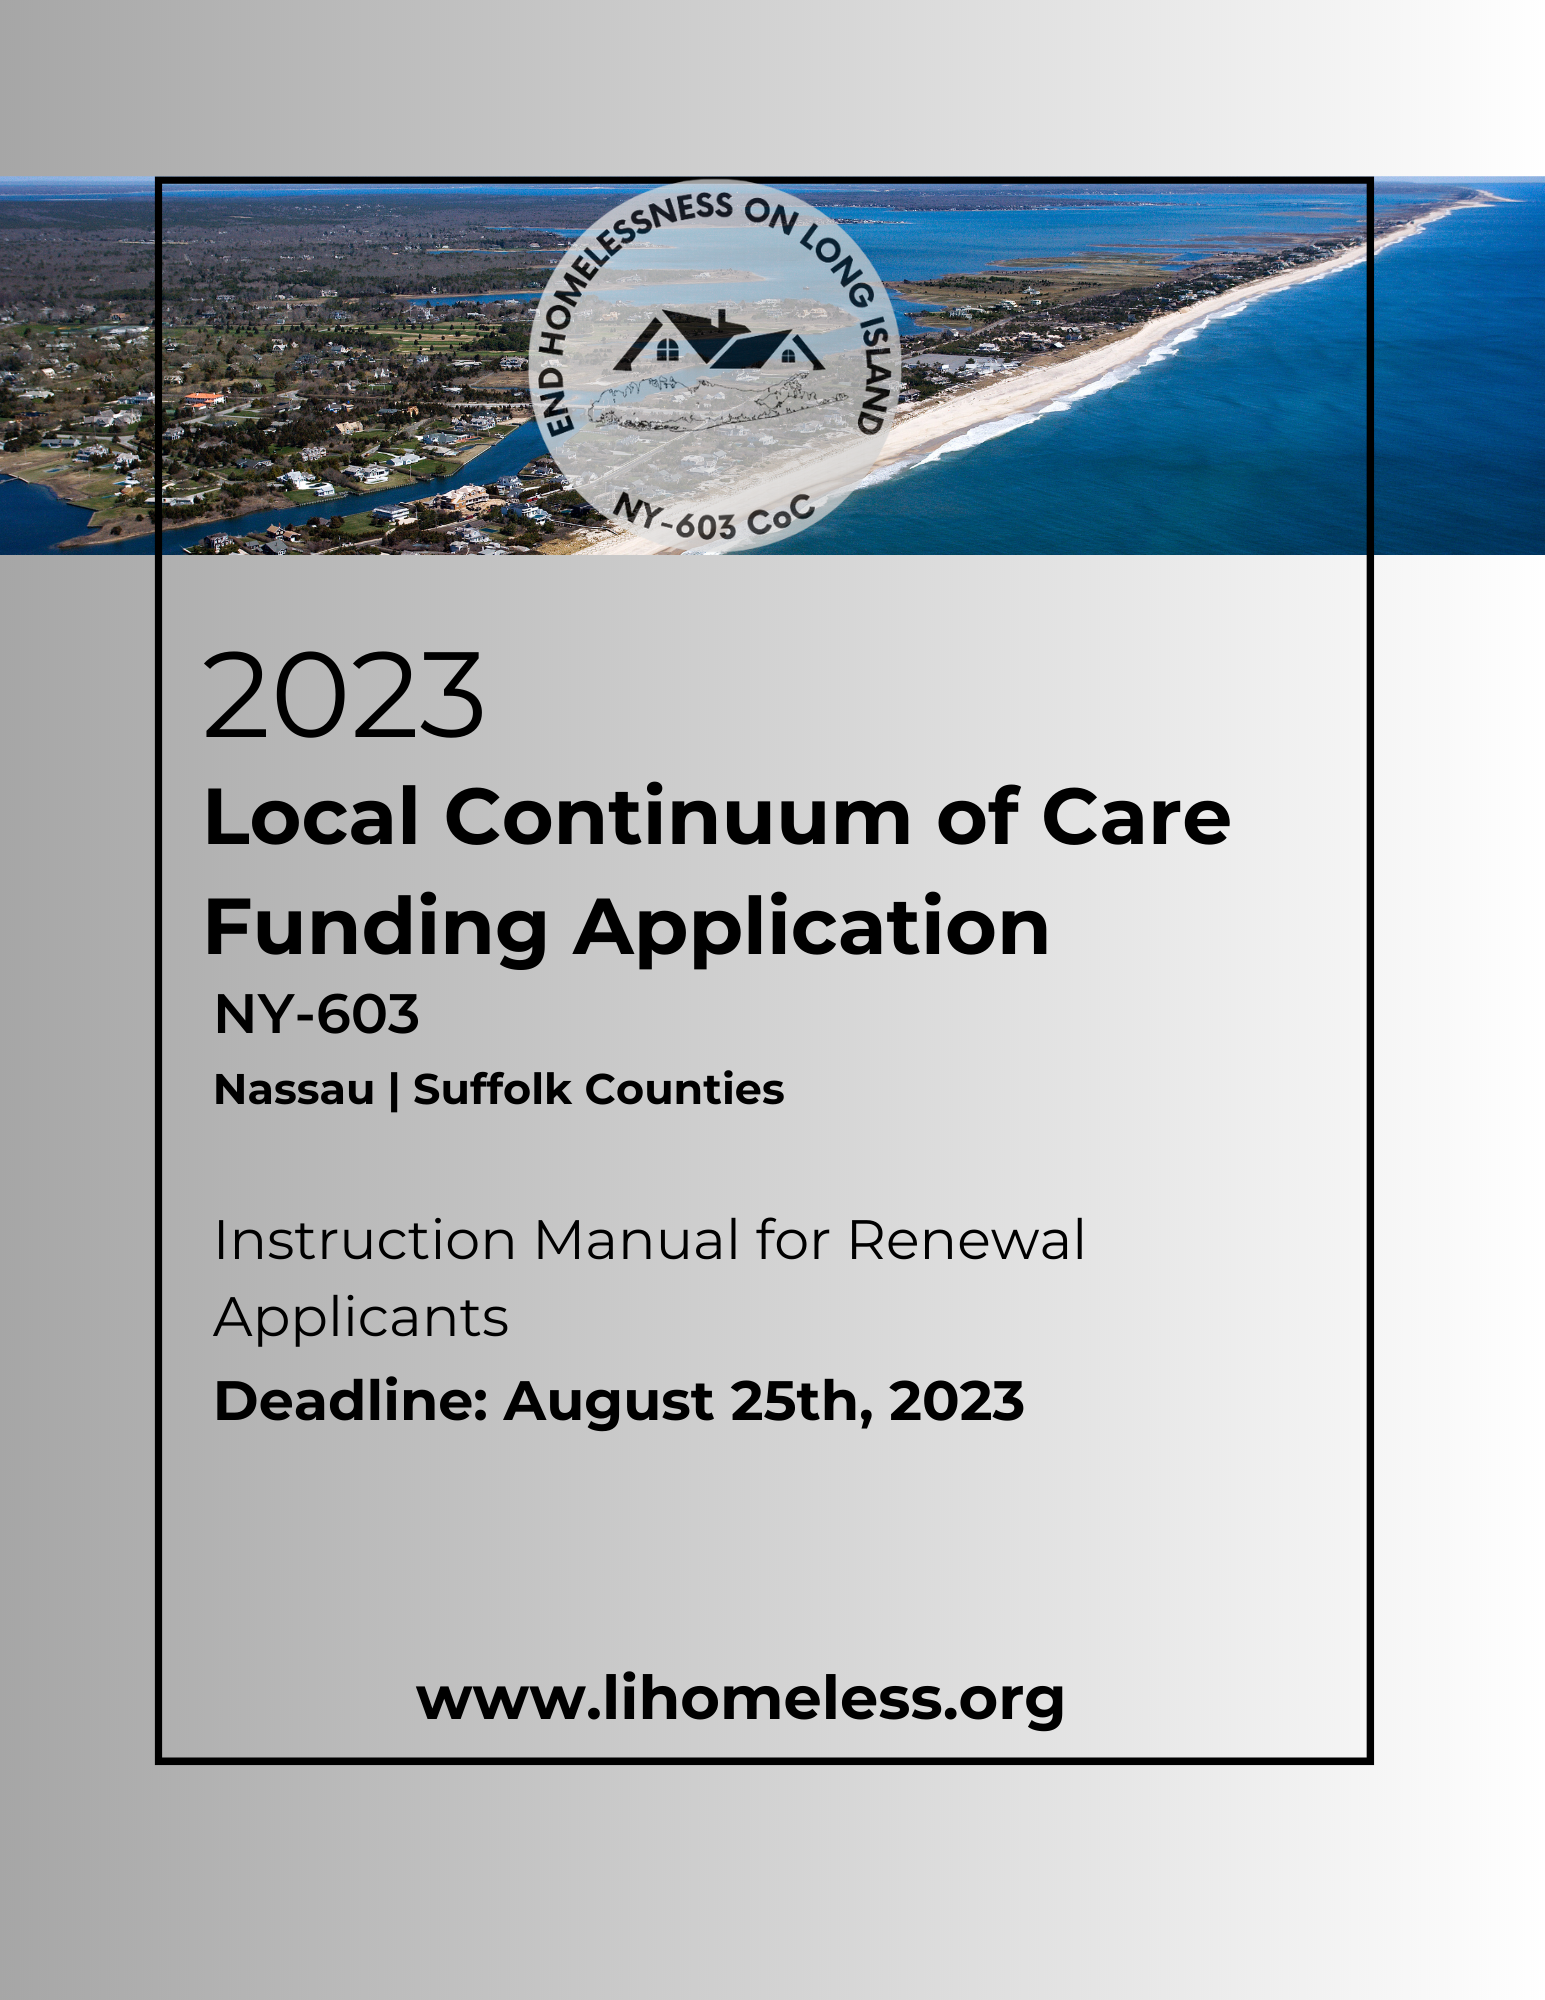 END HOMELESSNESS ON LONG ISLAND
NY-603 CoC
2023
Local Continuum of Care
Funding Application
NY-603
Nassau | Suffolk Counties
Instruction Manual for Renewal
Applicants
Deadline: August 25th, 2023
www.lihomeless.org